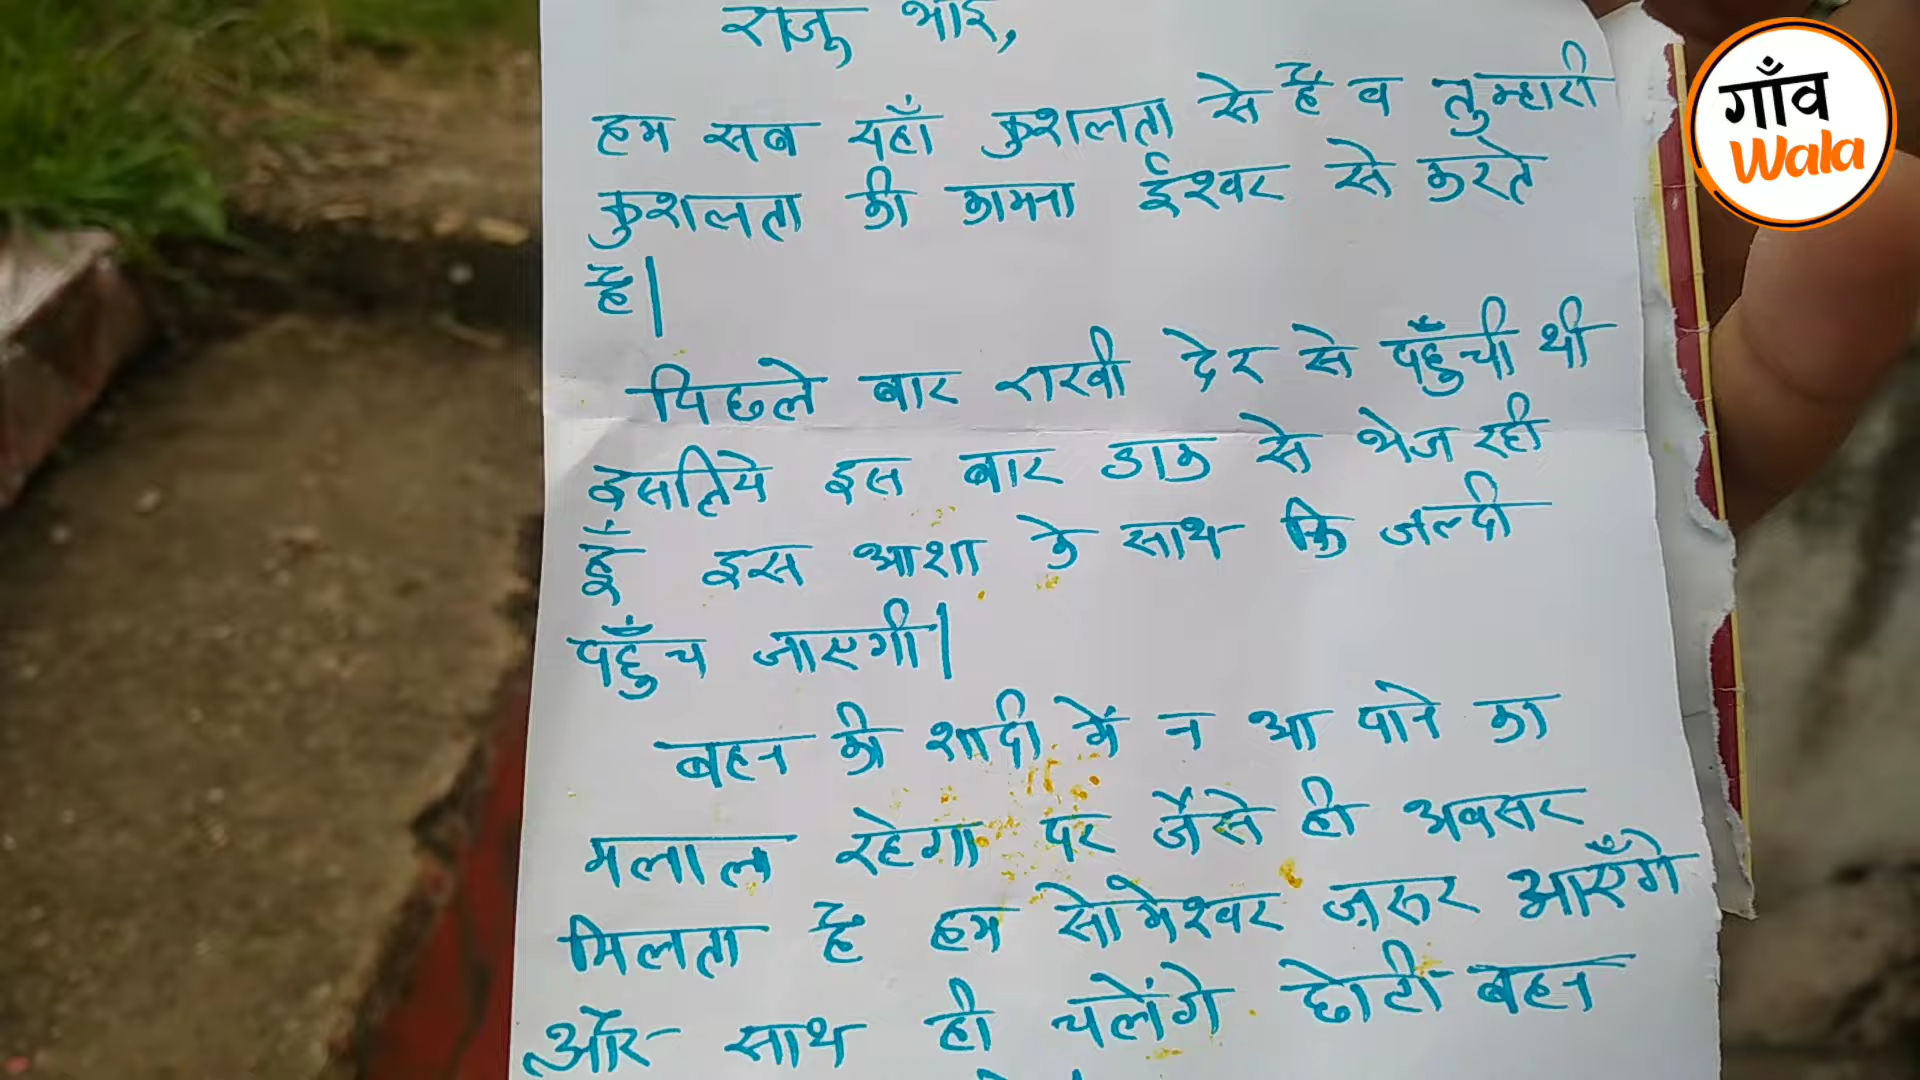 राजू भाई,
हम सब यहाँ कुशलता से है व तुम्हारी
कुशलता की कामना ईश्वर से करते
है।
पिछले बार राखी देर से पहुँची थी
इसलिये इस बार डाक से भेज रही
हूँ इस आशा के साथ कि जल्दी
पहुँच जाएगी।
बहन की शादी में न आ पाने का
मलाल रहेगा पर जैसे ही अवसर
मिलता है हम सोमेश्वर ज़रूर आएँगे
और साथ ही चलेंगे छोटी बहन
गाँव
Wala